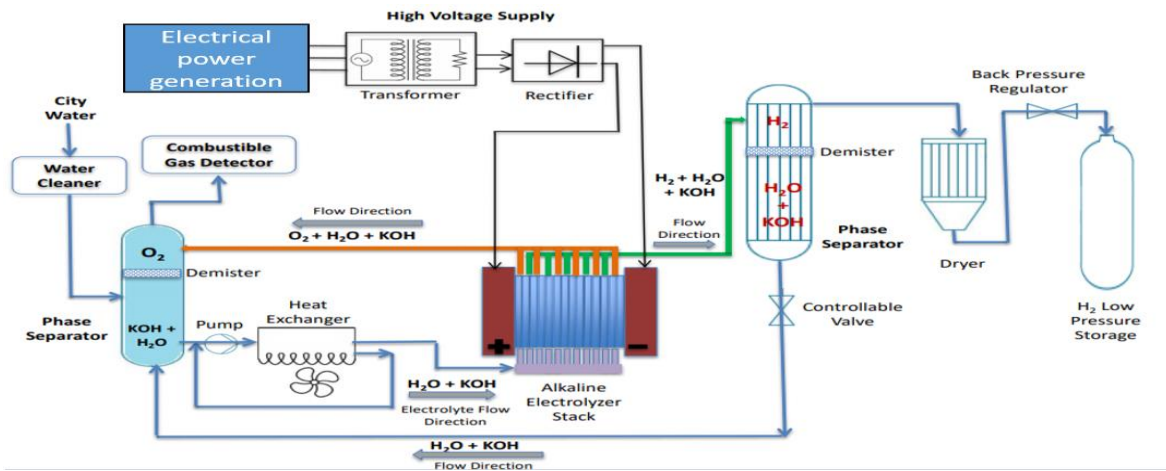 High Voltage Supply
Electrical
power
generation
Transformer
Rectifier
City
Water
Water
Cleaner
Combustible
Gas Detector
Flow Direction
O₂ + H₂O + KOH
O₂
Demister
Phase
Separator
KOH +
H₂O
Pump
Heat
Exchanger
H₂O + KOH
Electrolyte Flow
Direction
+
-
Alkaline
Electrolyzer
Stack
H₂ + H₂O
+ KOH
Flow
Direction
H₂
Demister
H₂O
+
KOH
Phase
Separator
Controllable
Valve
Dryer
Back Pressure
Regulator
H₂ Low
Pressure
Storage
H₂O + KOH
Flow Direction